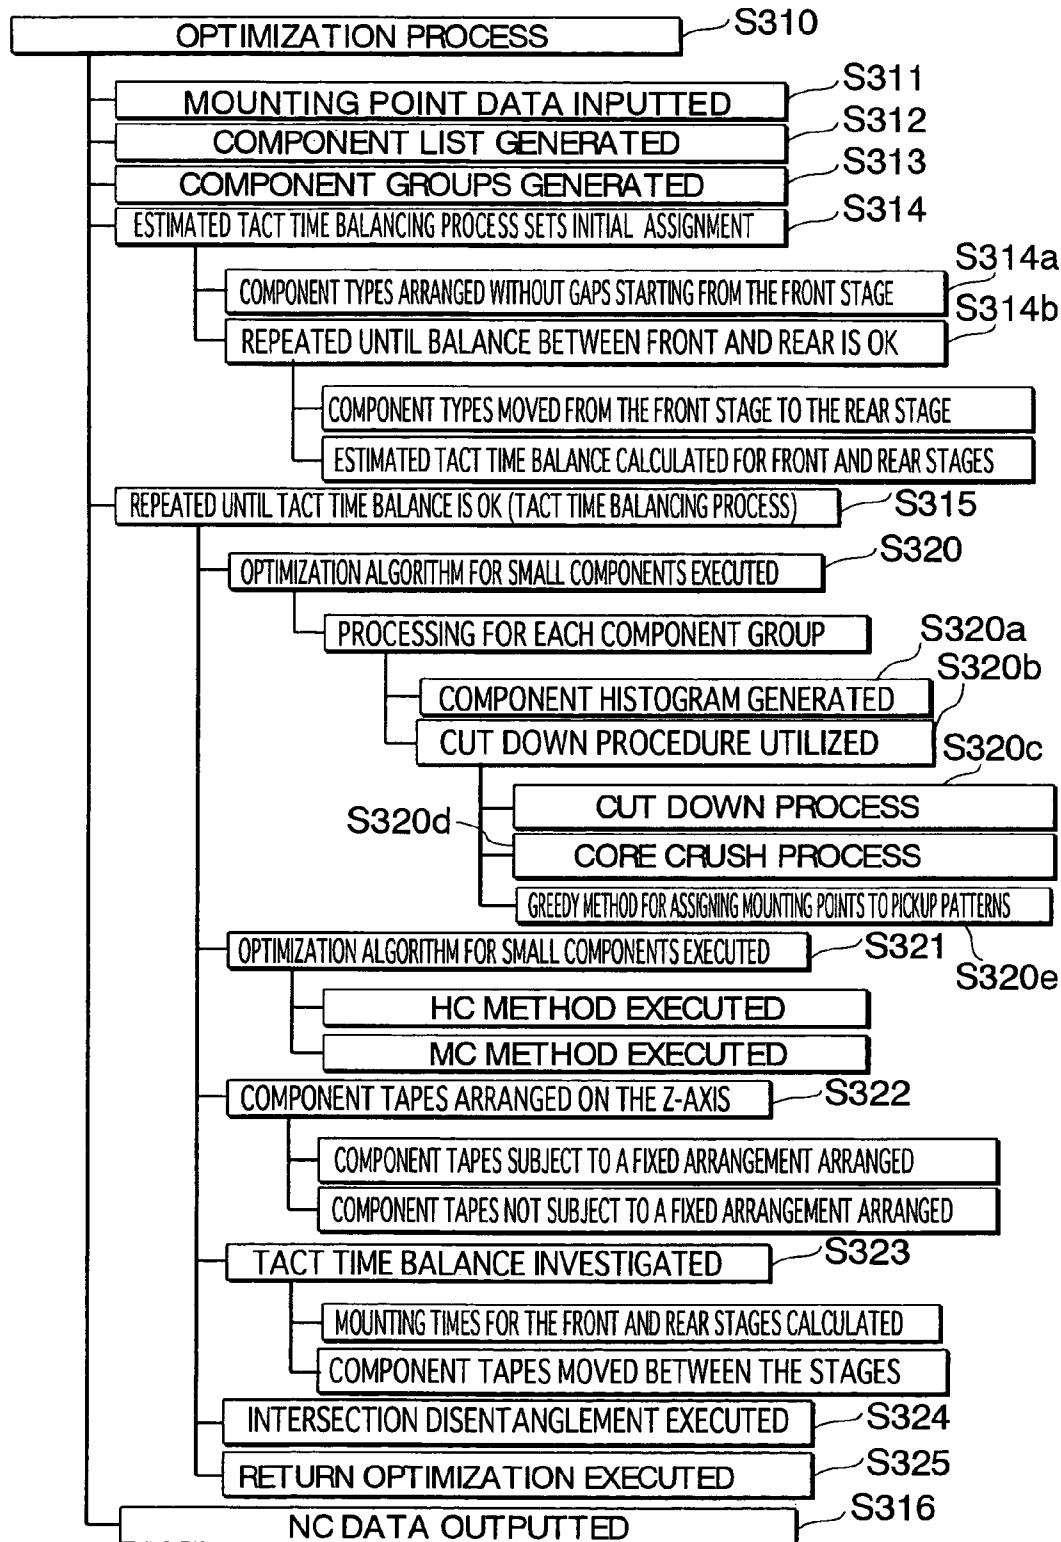 OPTIMIZATION PROCESS S310
MOUNTING POINT DATA INPUTTED S311
COMPONENT LIST GENERATED S312
COMPONENT GROUPS GENERATED S313
ESTIMATED TACT TIME BALANCING PROCESS SETS INITIAL ASSIGNMENT S314
COMPONENT TYPES ARRANGED WITHOUT GAPS STARTING FROM THE FRONT STAGE S314a
REPEATED UNTIL BALANCE BETWEEN FRONT AND REAR IS OK S314b
COMPONENT TYPES MOVED FROM THE FRONT STAGE TO THE REAR STAGE
ESTIMATED TACT TIME BALANCE CALCULATED FOR FRONT AND REAR STAGES
REPEATED UNTIL TACT TIME BALANCE IS OK (TACT TIME BALANCING PROCESS) S315
OPTIMIZATION ALGORITHM FOR SMALL COMPONENTS EXECUTED S320
PROCESSING FOR EACH COMPONENT GROUP
COMPONENT HISTOGRAM GENERATED S320a
CUT DOWN PROCEDURE UTILIZED S320b
CUT DOWN PROCESS S320c
S320d CORE CRUSH PROCESS
GREEDY METHOD FOR ASSIGNING MOUNTING POINTS TO PICKUP PATTERNS S320e
OPTIMIZATION ALGORITHM FOR SMALL COMPONENTS EXECUTED S321
HC METHOD EXECUTED
MC METHOD EXECUTED
COMPONENT TAPES ARRANGED ON THE Z-AXIS S322
COMPONENT TAPES SUBJECT TO A FIXED ARRANGEMENT ARRANGED
COMPONENT TAPES NOT SUBJECT TO A FIXED ARRANGEMENT ARRANGED
TACT TIME BALANCE INVESTIGATED S323
MOUNTING TIMES FOR THE FRONT AND REAR STAGES CALCULATED
COMPONENT TAPES MOVED BETWEEN THE STAGES
INTERSECTION DISENTANGLEMENT EXECUTED S324
RETURN OPTIMIZATION EXECUTED S325
NC DATA OUTPUTTED S316